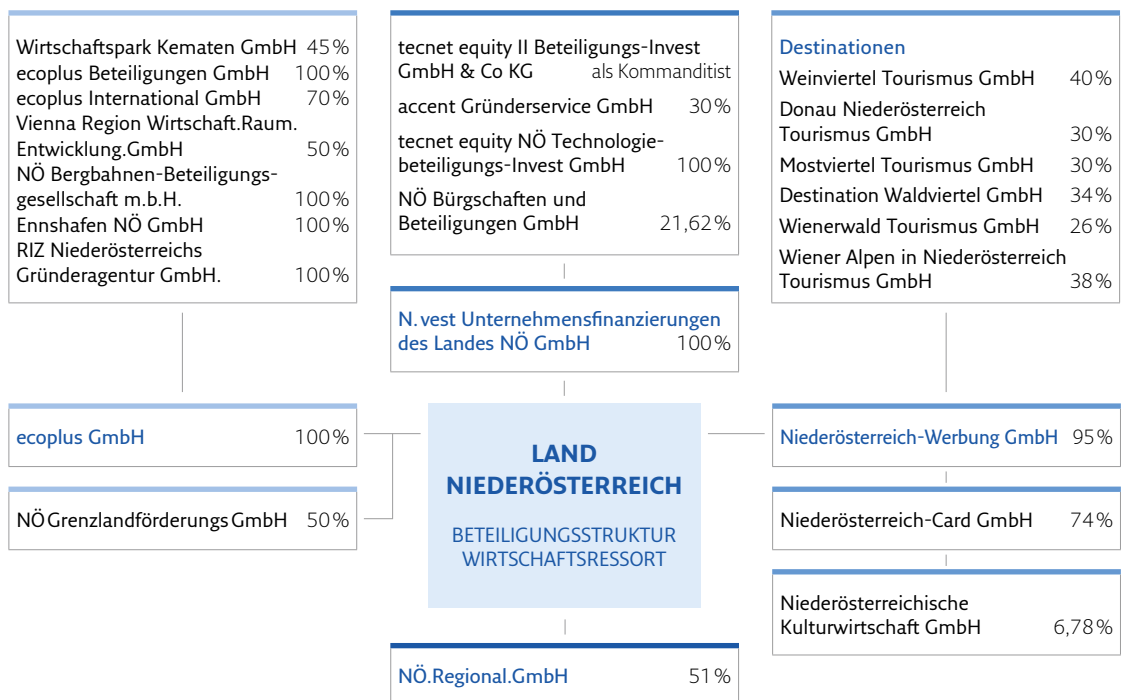 Wirtschaftspark Kematen GmbH 45%
ecoplus Beteiligungen GmbH 100%
ecoplus International GmbH 70%
Vienna Region Wirtschaft.Raum.
Entwicklung.GmbH 50%
NÖ Bergbahnen-Beteiligungs-
gesellschaft m.b.H. 100%
Ennshafen NÖ GmbH 100%
RIZ Niederösterreichs
Gründeragentur GmbH. 100%
tecnet equity II Beteiligungs-Invest
GmbH & Co KG als Kommanditist
accent Gründerservice GmbH 30%
tecnet equity NÖ Technologie-
beteiligungs-Invest GmbH 100%
NÖ Bürgschaften und
Beteiligungen GmbH 21,62%
Destinationen
Weinviertel Tourismus GmbH 40%
Donau Niederösterreich
Tourismus GmbH 30%
Mostviertel Tourismus GmbH 30%
Destination Waldviertel GmbH 34%
Wienerwald Tourismus GmbH 26%
Wiener Alpen in Niederösterreich
Tourismus GmbH 38%
N.vest Unternehmensfinanzierungen
des Landes NÖ GmbH 100%
ecoplus GmbH 100%
NÖ Grenzlandförderungs GmbH 50%
LAND
NIEDERÖSTERREICH
BETEILIGUNGSSTRUKTUR
WIRTSCHAFTSRESSORT
Niederösterreich-Werbung GmbH 95%
Niederösterreich-Card GmbH 74%
Niederösterreichische
Kulturwirtschaft GmbH 6,78%
NÖ.Regional.GmbH 51%